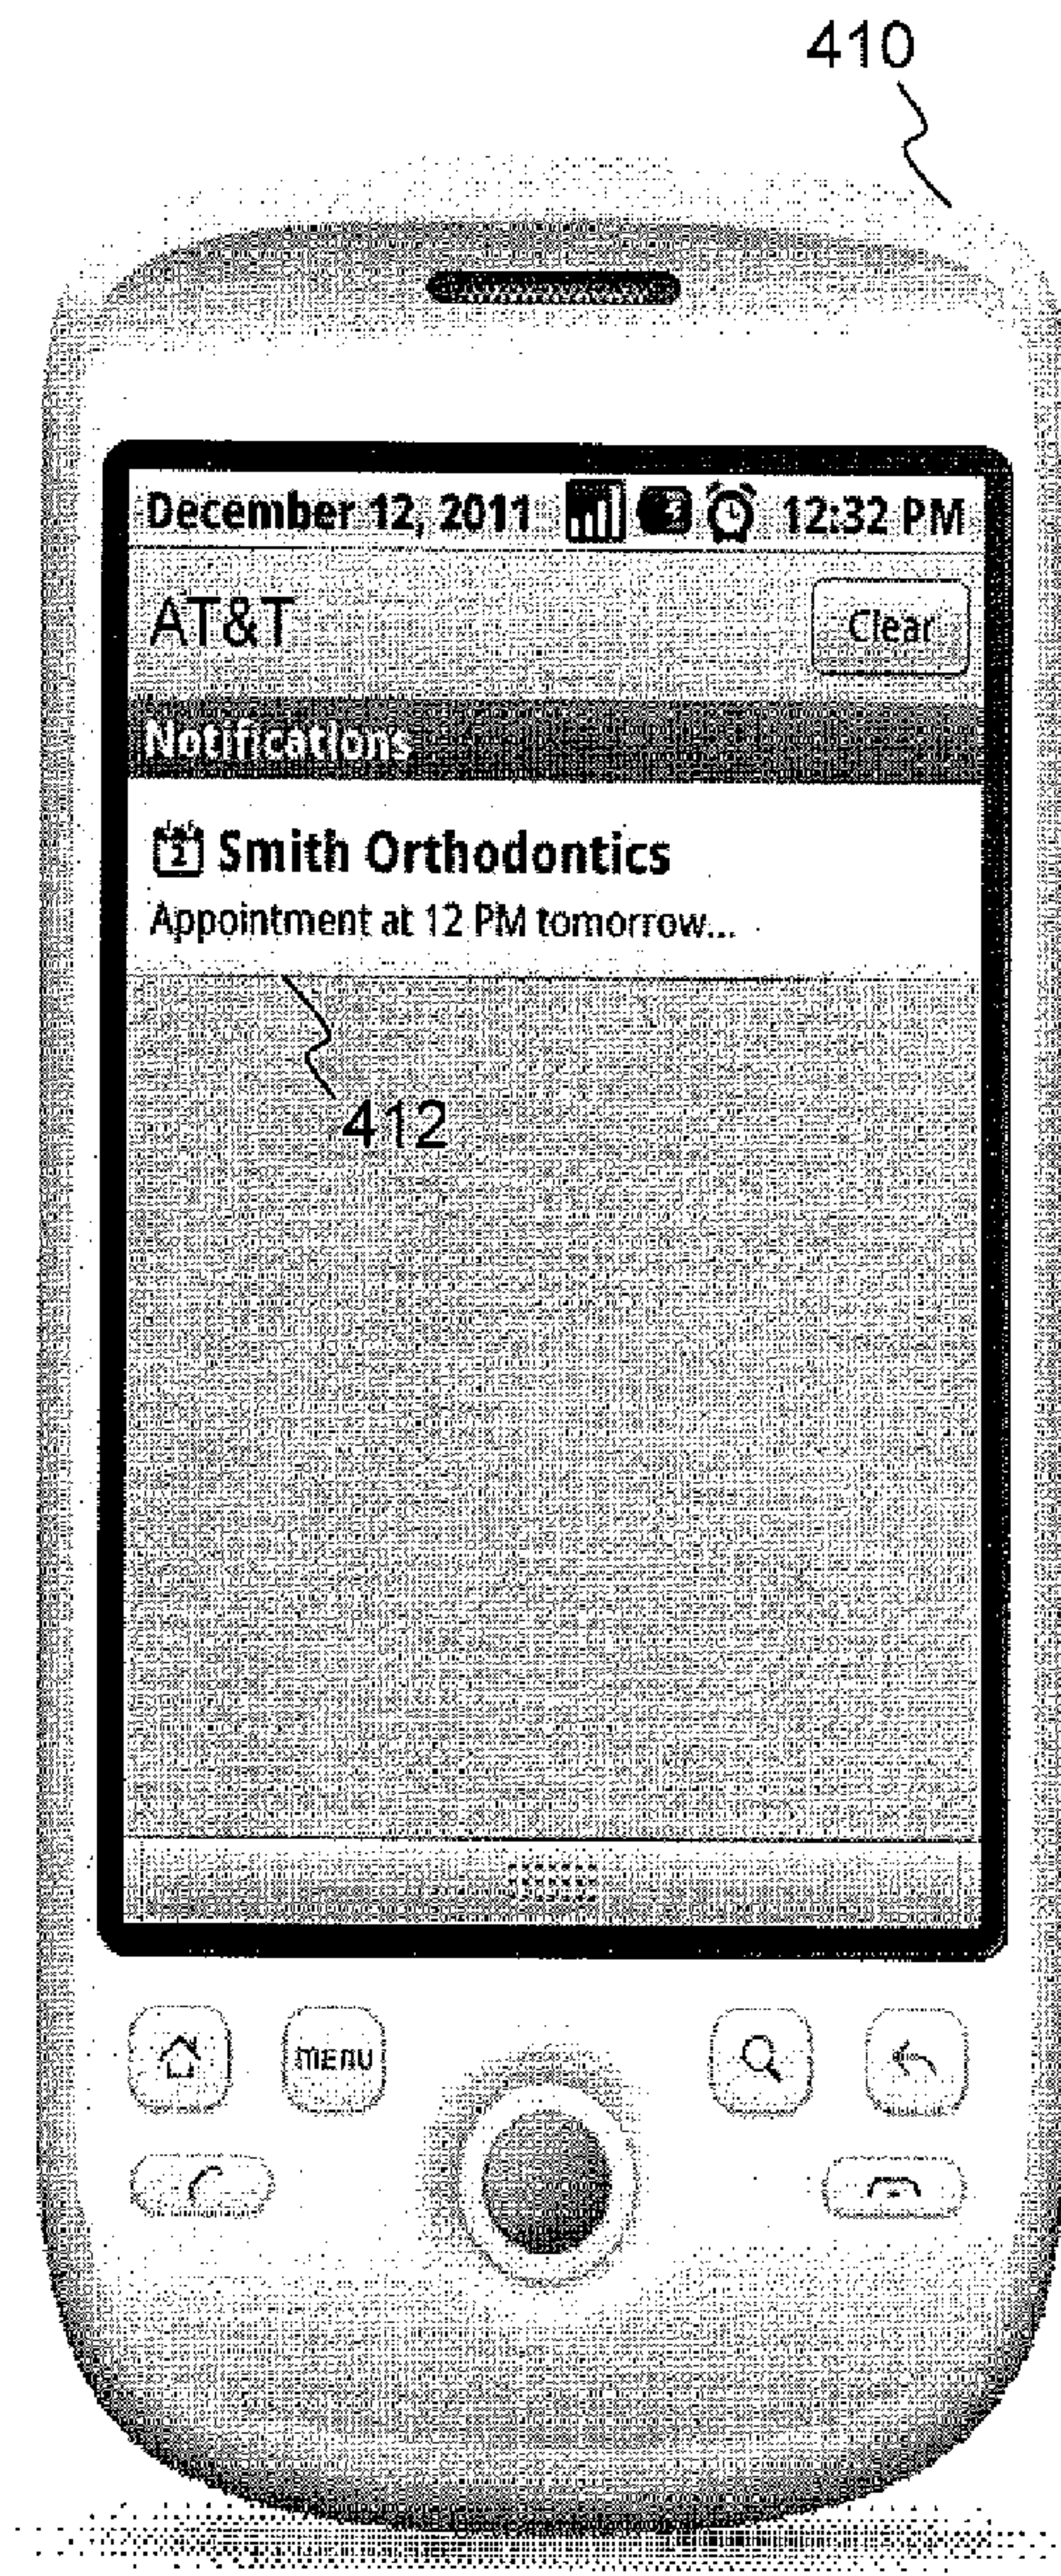 410
December 12, 2011 12:32 PM
AT&T Clear
Notifications
1 Smith Orthodontics
Appointment at 12 PM tomorrow...
412
MENU